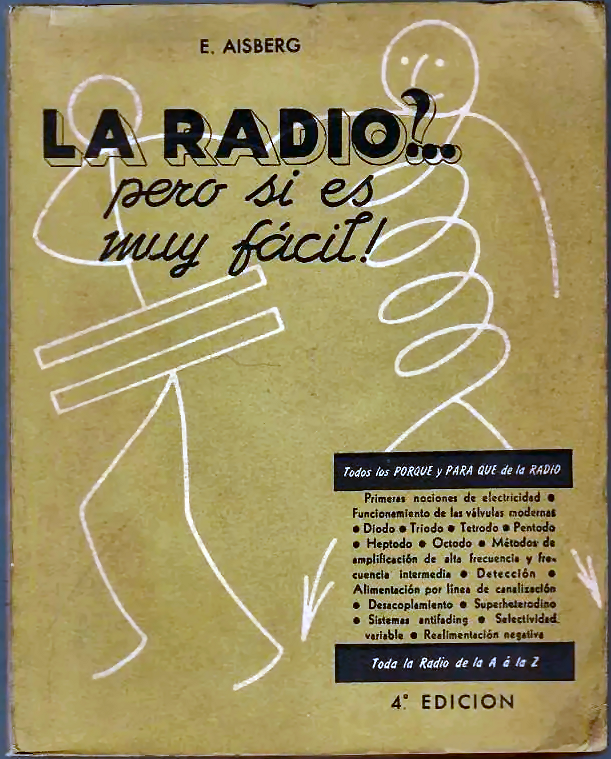 E. AISBERG
LA RADIO?...
pero si es
muy fácil!
Todos los PORQUE y PARA QUE de la RADIO
Primeras nociones de electricidad ●
Funcionamiento de las válvulas modernas
● Diodo ● Triodo ● Tetrodo ● Pentodo
● Heptodo ● Octodo ● Métodos de
amplificación de alta frecuencia y fre-
cuencia intermedia ● Detección ●
Alimentación por línea de canalización
● Desacoplamiento ● Superheterodino
● Sistemas antifading ● Selectividad
variable ● Realimentación negativa
Toda la Radio de la A á la Z
4.ª EDICION